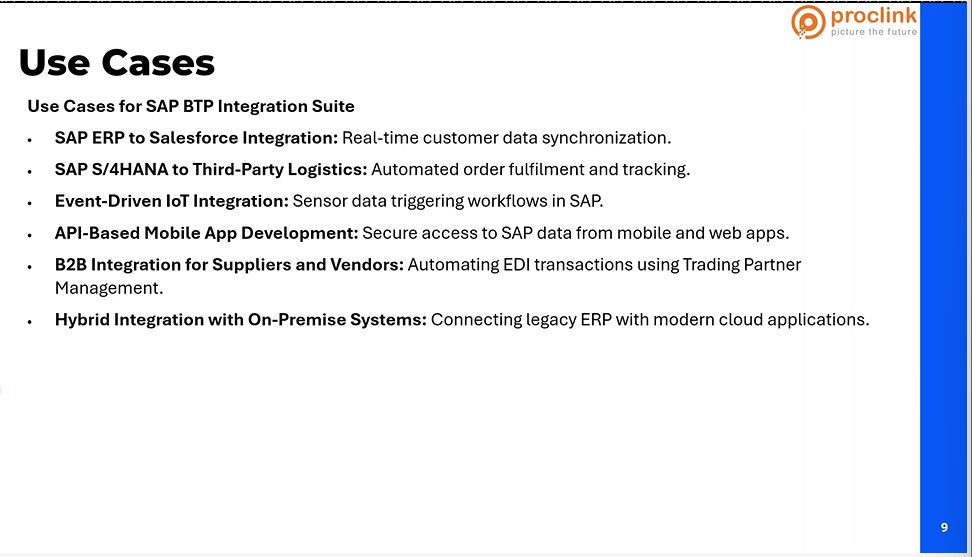 proclink
picture the future
Use Cases
Use Cases for SAP BTP Integration Suite
• SAP ERP to Salesforce Integration: Real-time customer data synchronization.
• SAP S/4HANA to Third-Party Logistics: Automated order fulfilment and tracking.
• Event-Driven IoT Integration: Sensor data triggering workflows in SAP.
• API-Based Mobile App Development: Secure access to SAP data from mobile and web apps.
• B2B Integration for Suppliers and Vendors: Automating EDI transactions using Trading Partner
Management.
• Hybrid Integration with On-Premise Systems: Connecting legacy ERP with modern cloud applications.
9